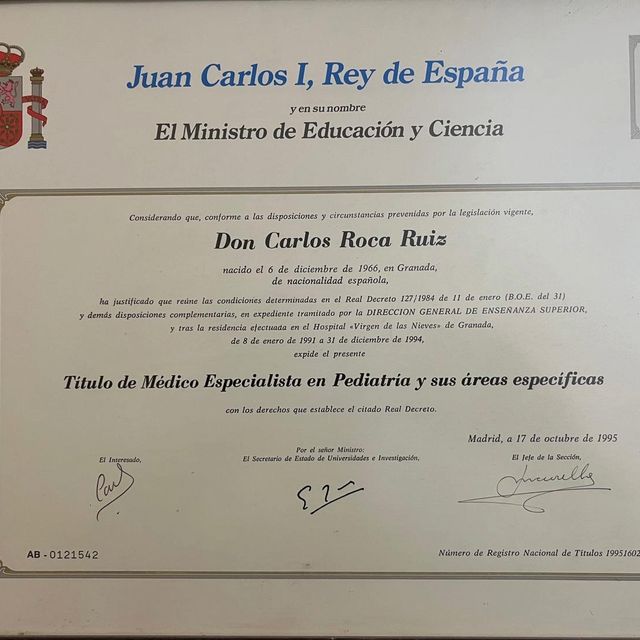 Juan Carlos I, Rey de España
y en su nombre
El Ministro de Educación y Ciencia
Considerando que, conforme a las disposiciones y circunstancias prevenidas por la legislación vigente,
Don Carlos Roca Ruiz
nacido el 6 de diciembre de 1966, en Granada,
de nacionalidad española,
ha justificado que reúne las condiciones determinadas en el Real Decreto 127/1984 de 11 de enero (B.O.E. del 31)
y demás disposiciones complementarias, en expediente tramitado por la DIRECCION GENERAL DE ENSEÑANZA SUPERIOR,
y tras la residencia efectuada en el Hospital «Virgen de las Nieves» de Granada,
de 8 de enero de 1991 a 31 de diciembre de 1994,
expide el presente
Título de Médico Especialista en Pediatría y sus áreas específicas
con los derechos que establece el citado Real Decreto.
Madrid, a 17 de octubre de 1995
El Interesado,
Por el señor Ministro:
El Secretario de Estado de Universidades e Investigación,
El Jefe de la Sección,
AB - 0121542
Número de Registro Nacional de Títulos 19951602